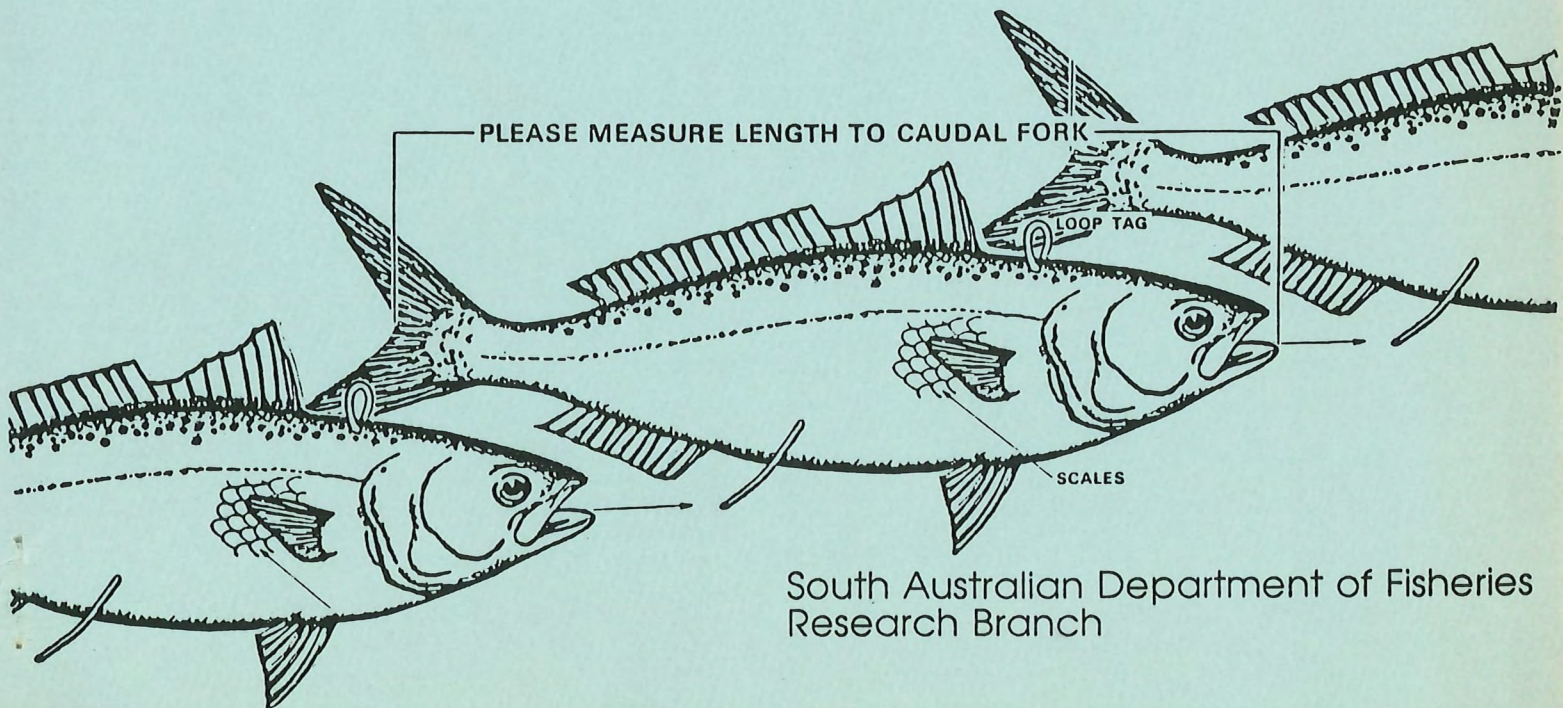 PLEASE MEASURE LENGTH TO CAUDAL FORK
LOOP TAG
SCALES
South Australian Department of Fisheries
Research Branch